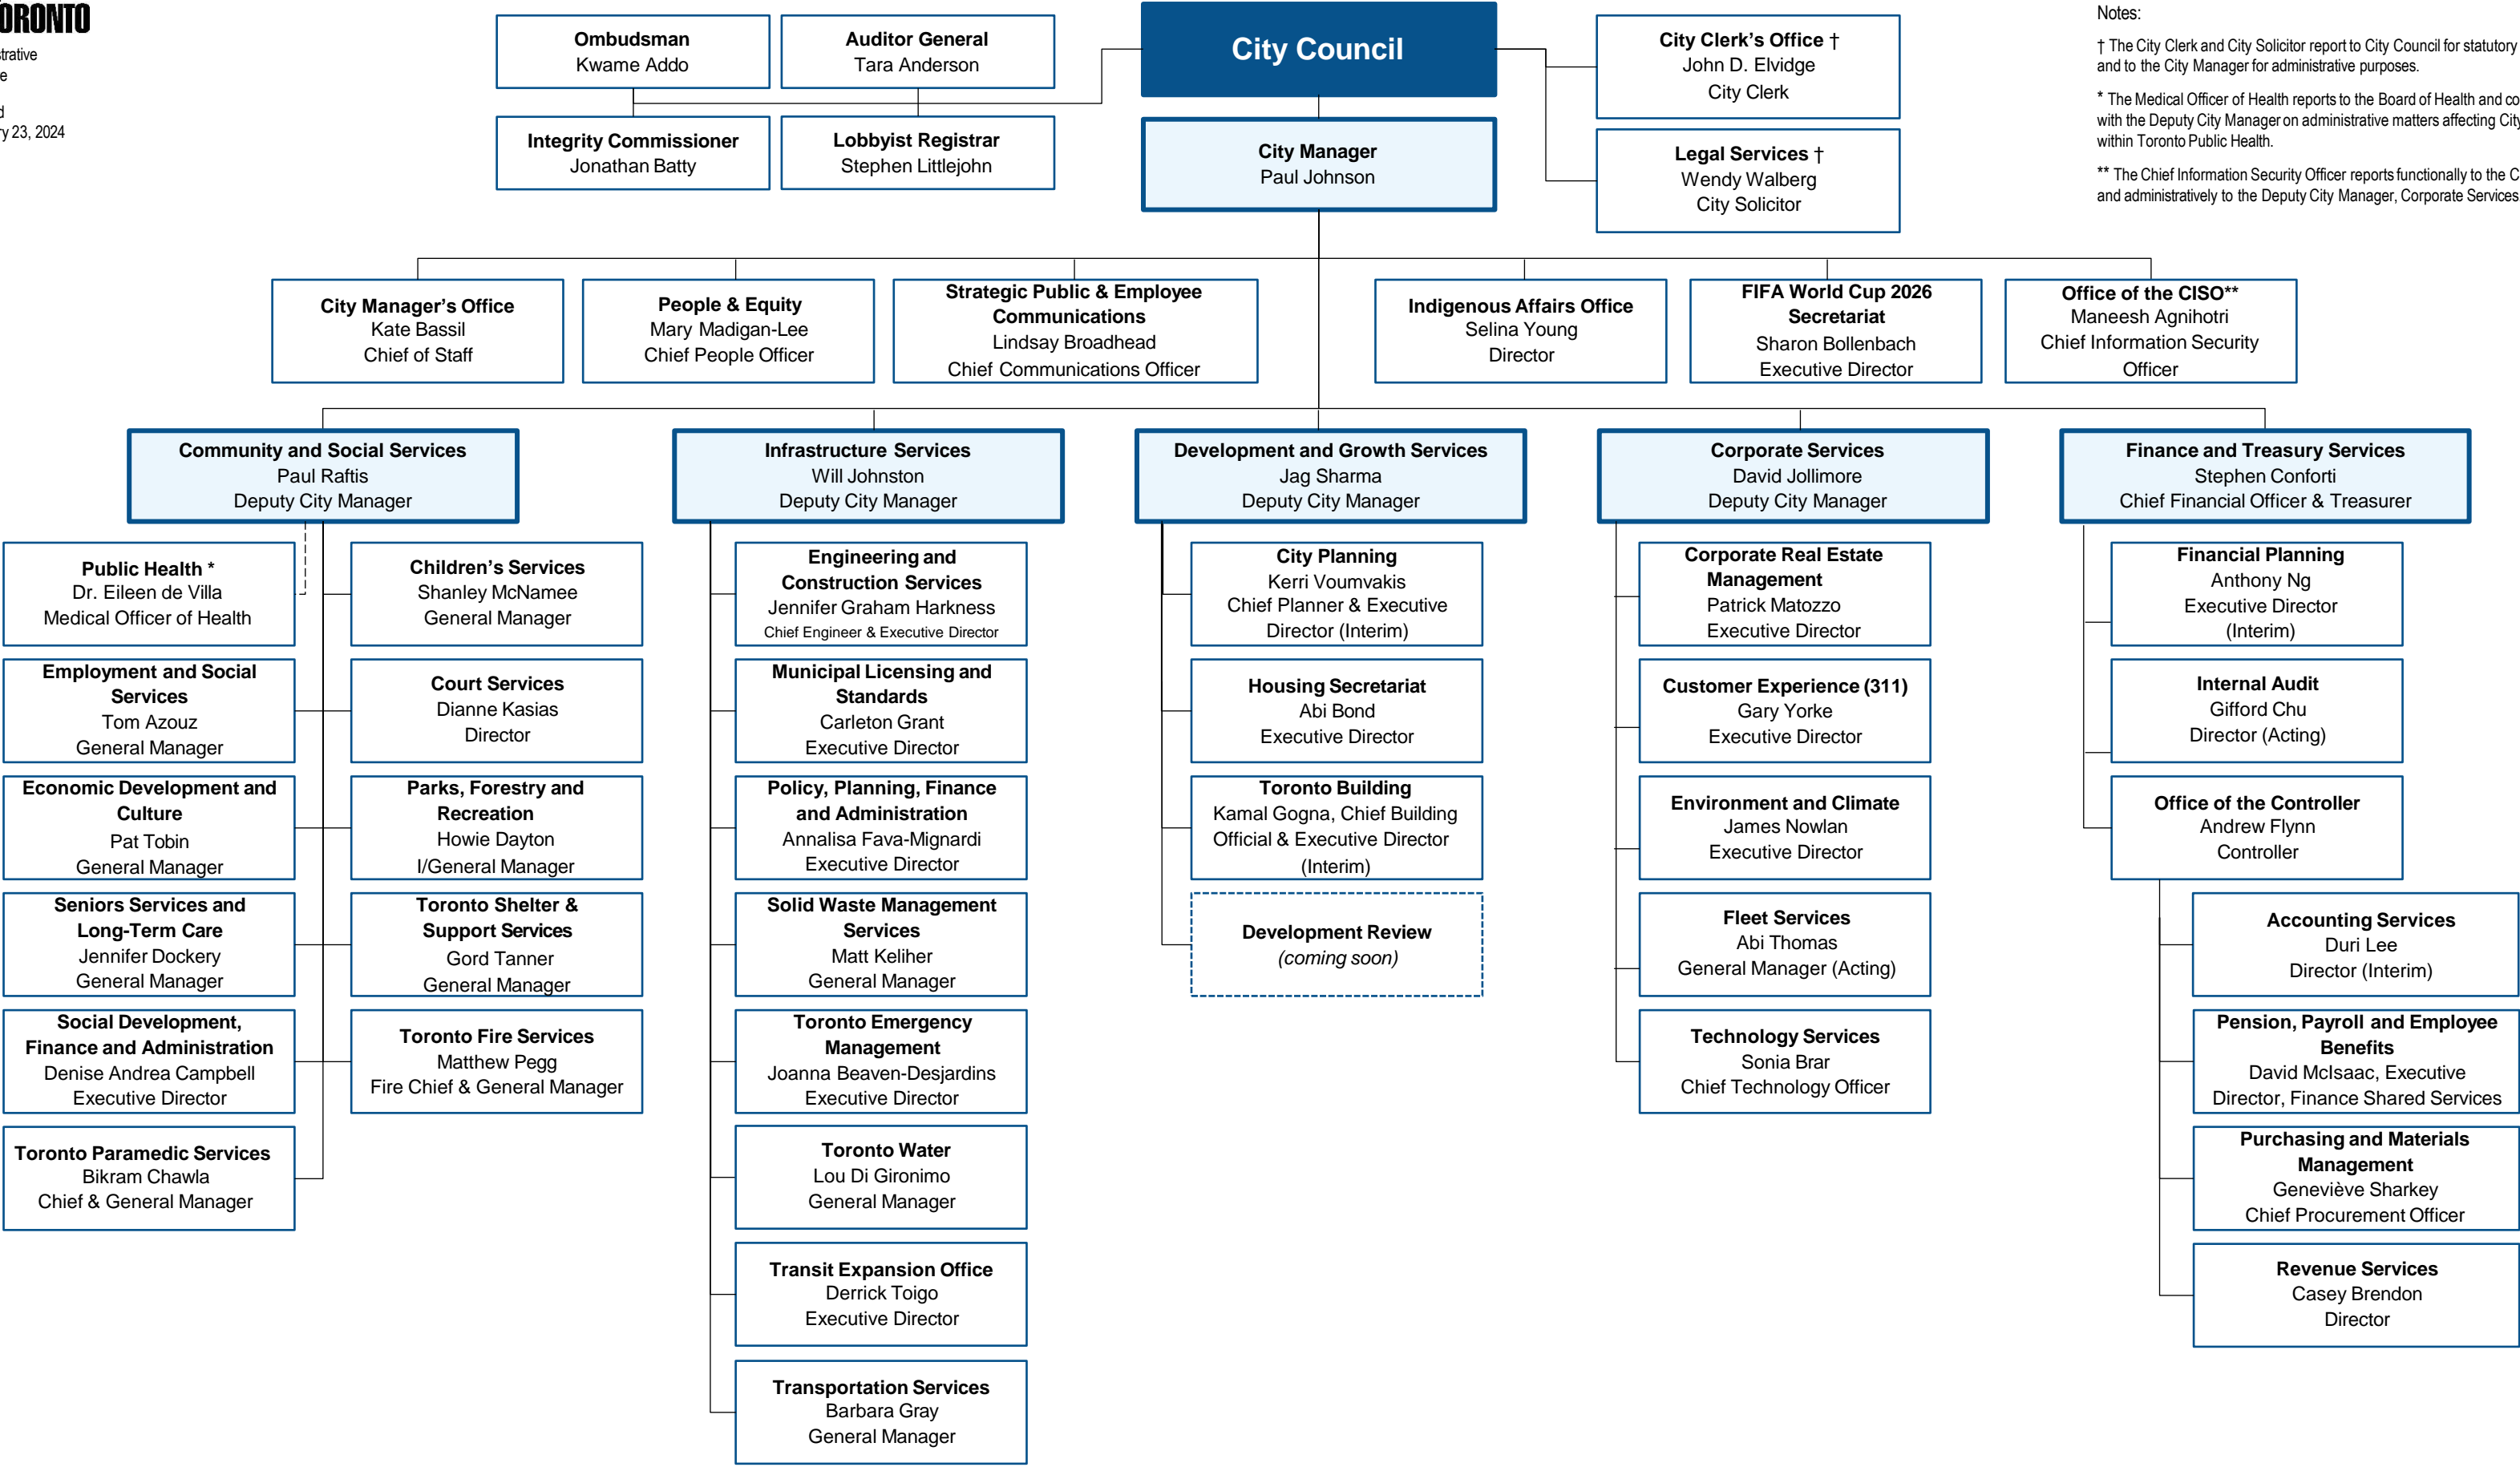 Ombudsman
Kwame Addo
Auditor General
Tara Anderson
City Council
City Clerk's Office †
John D. Elvidge
City Clerk
Notes:
† The City Clerk and City Solicitor report to City Council for statutory
and to the City Manager for administrative purposes.
* The Medical Officer of Health reports to the Board of Health and
with the Deputy City Manager on administrative matters affecting City
within Toronto Public Health.
** The Chief Information Security Officer reports functionally to the
and administratively to the Deputy City Manager, Corporate Services
23, 2024
Integrity Commissioner
Jonathan Batty
Lobbyist Registrar
Stephen Littlejohn
City Manager
Paul Johnson
Legal Services †
Wendy Walberg
City Solicitor
City Manager's Office
Kate Bassil
Chief of Staff
People & Equity
Mary Madigan-Lee
Chief People Officer
Strategic Public & Employee
Communications
Lindsay Broadhead
Chief Communications Officer
Indigenous Affairs Office
Selina Young
Director
FIFA World Cup 2026
Secretariat
Sharon Bollenbach
Executive Director
Office of the CISO**
Maneesh Agnihotri
Chief Information Security
Officer
Community and Social Services
Paul Raftis
Deputy City Manager
Infrastructure Services
Will Johnston
Deputy City Manager
Development and Growth Services
Jag Sharma
Deputy City Manager
Corporate Services
David Jollimore
Deputy City Manager
Finance and Treasury Services
Stephen Conforti
Chief Financial Officer & Treasurer
Public Health *
Dr. Eileen de Villa
Medical Officer of Health
Employment and Social
Services
Tom Azouz
General Manager
Economic Development and
Culture
Pat Tobin
General Manager
Seniors Services and
Long-Term Care
Jennifer Dockery
General Manager
Social Development,
Finance and Administration
Denise Andrea Campbell
Executive Director
Toronto Paramedic Services
Bikram Chawla
Chief & General Manager
Children's Services
Shanley McNamee
General Manager
Court Services
Dianne Kasias
Director
Parks, Forestry and
Recreation
Howie Dayton
I/General Manager
Toronto Shelter &
Support Services
Gord Tanner
General Manager
Toronto Fire Services
Matthew Pegg
Fire Chief & General Manager
Engineering and
Construction Services
Jennifer Graham Harkness
Chief Engineer & Executive Director
Municipal Licensing and
Standards
Carleton Grant
Executive Director
Policy, Planning, Finance
and Administration
Annalisa Fava-Mignardi
Executive Director
Solid Waste Management
Services
Matt Keliher
General Manager
Toronto Emergency
Management
Joanna Beaven-Desjardins
Executive Director
Toronto Water
Lou Di Gironimo
General Manager
Transit Expansion Office
Derrick Toigo
Executive Director
Transportation Services
Barbara Gray
General Manager
City Planning
Kerri Voumvakis
Chief Planner & Executive
Director (Interim)
Housing Secretariat
Abi Bond
Executive Director
Toronto Building
Kamal Gogna, Chief Building
Official & Executive Director
(Interim)
Development Review
(coming soon)
Corporate Real Estate
Management
Patrick Matozzo
Executive Director
Customer Experience (311)
Gary Yorke
Executive Director
Environment and Climate
James Nowlan
Executive Director
Fleet Services
Abi Thomas
General Manager (Acting)
Technology Services
Sonia Brar
Chief Technology Officer
Financial Planning
Anthony Ng
Executive Director
(Interim)
Internal Audit
Gifford Chu
Director (Acting)
Office of the Controller
Andrew Flynn
Controller
Accounting Services
Duri Lee
Director (Interim)
Pension, Payroll and Employee
Benefits
David McIsaac, Executive
Director, Finance Shared Services
Purchasing and Materials
Management
Geneviève Sharkey
Chief Procurement Officer
Revenue Services
Casey Brendon
Director